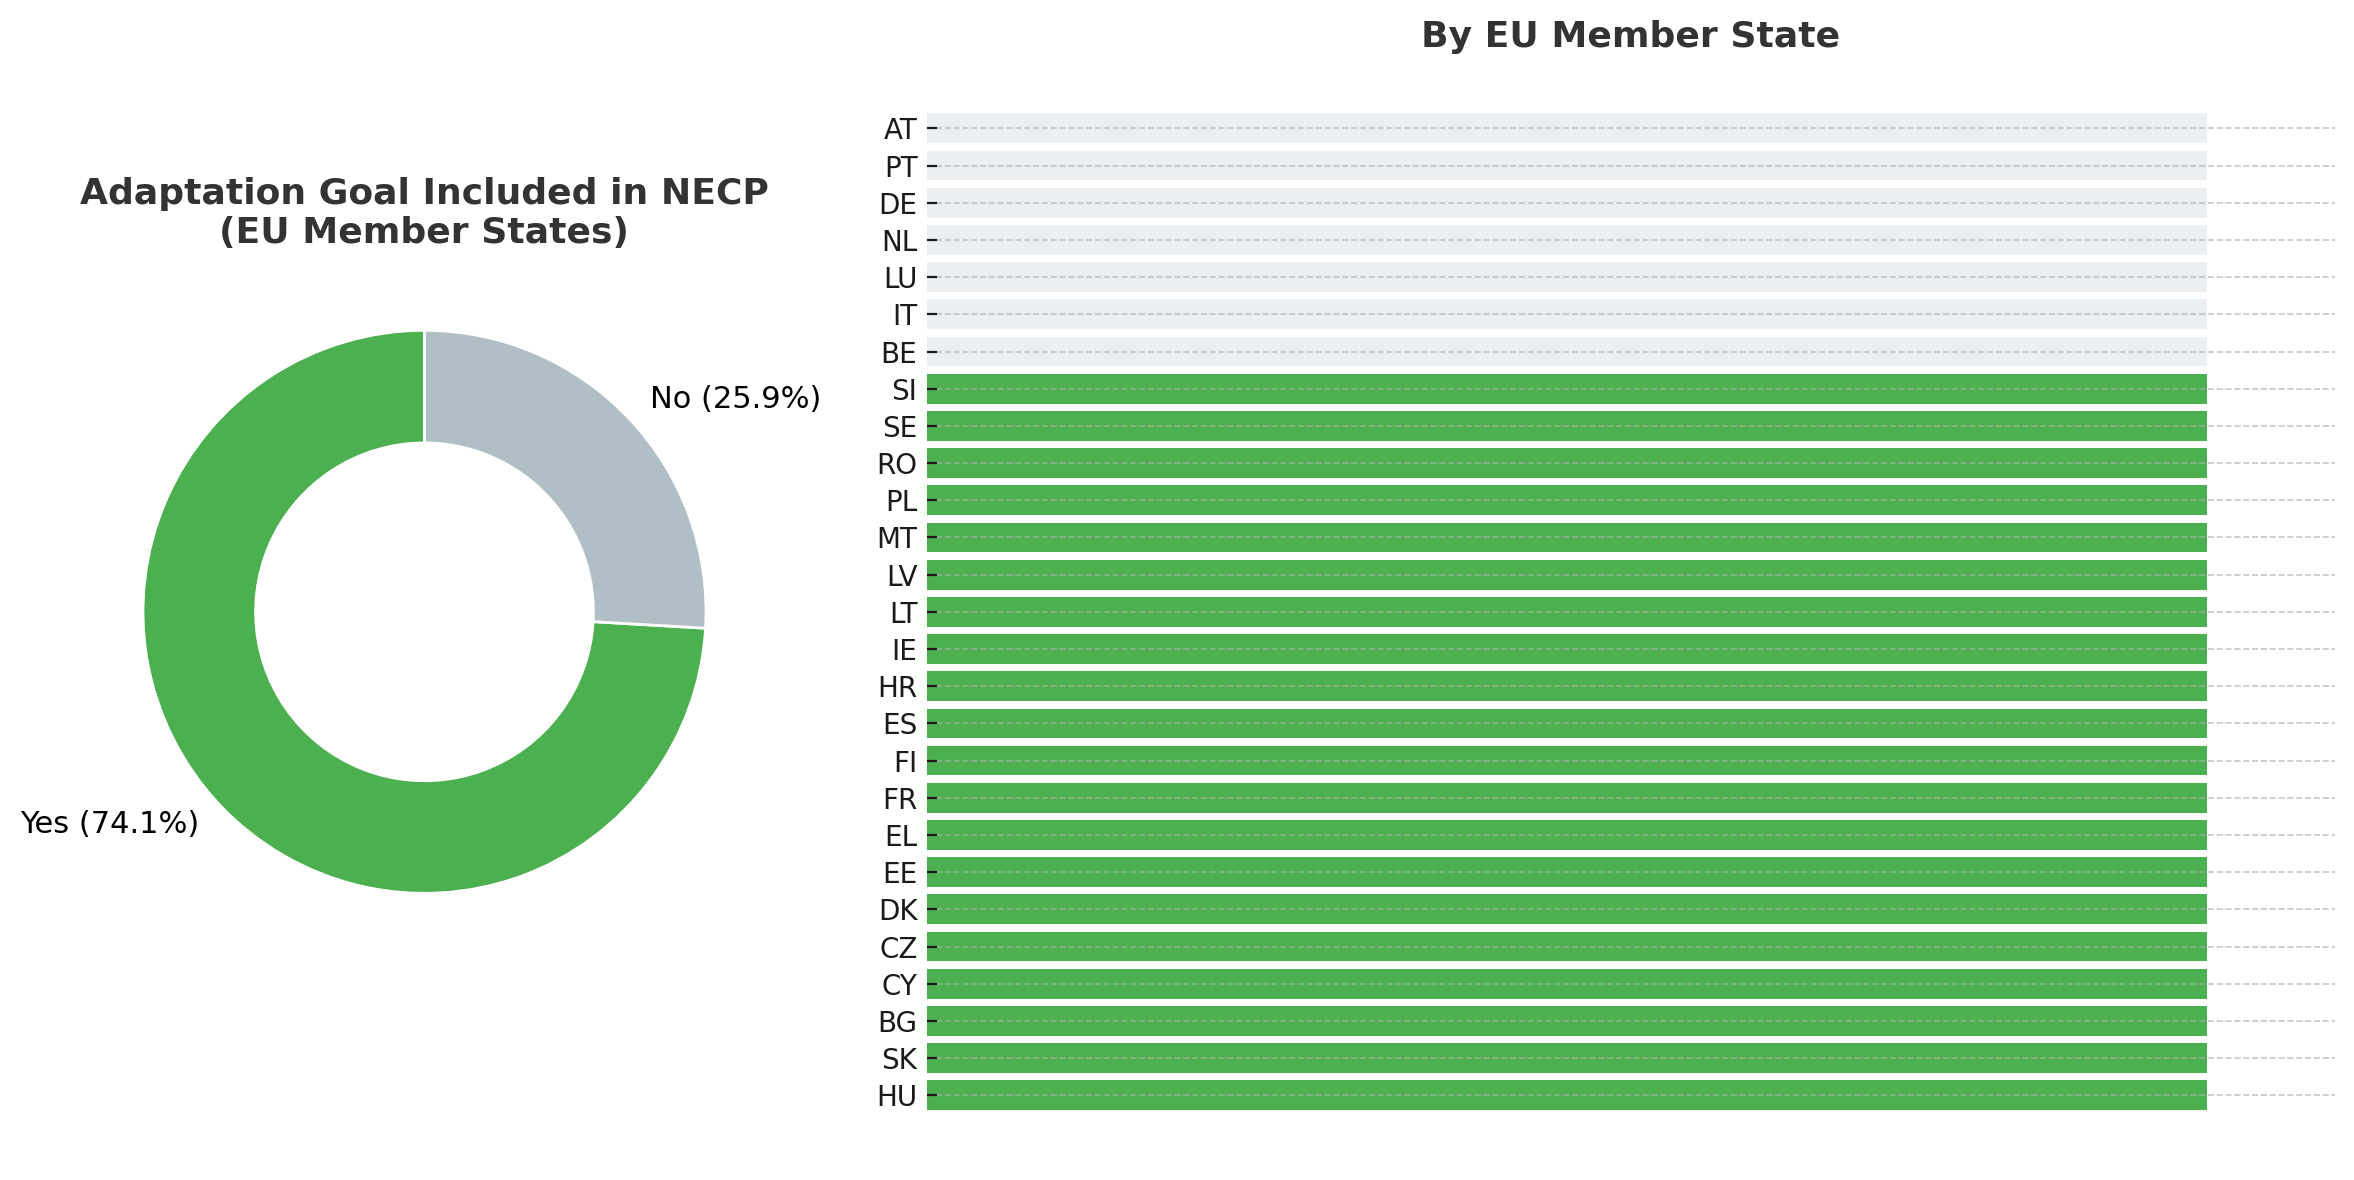 Adaptation Goal Included in NECP
(EU Member States)
No (25.9%)
Yes (74.1%)
By EU Member State
AT
PT
DE
NL
LU
IT
BE
SI
SE
RO
PL
MT
LV
LT
IE
HR
ES
FI
FR
EL
EE
DK
CZ
CY
BG
SK
HU